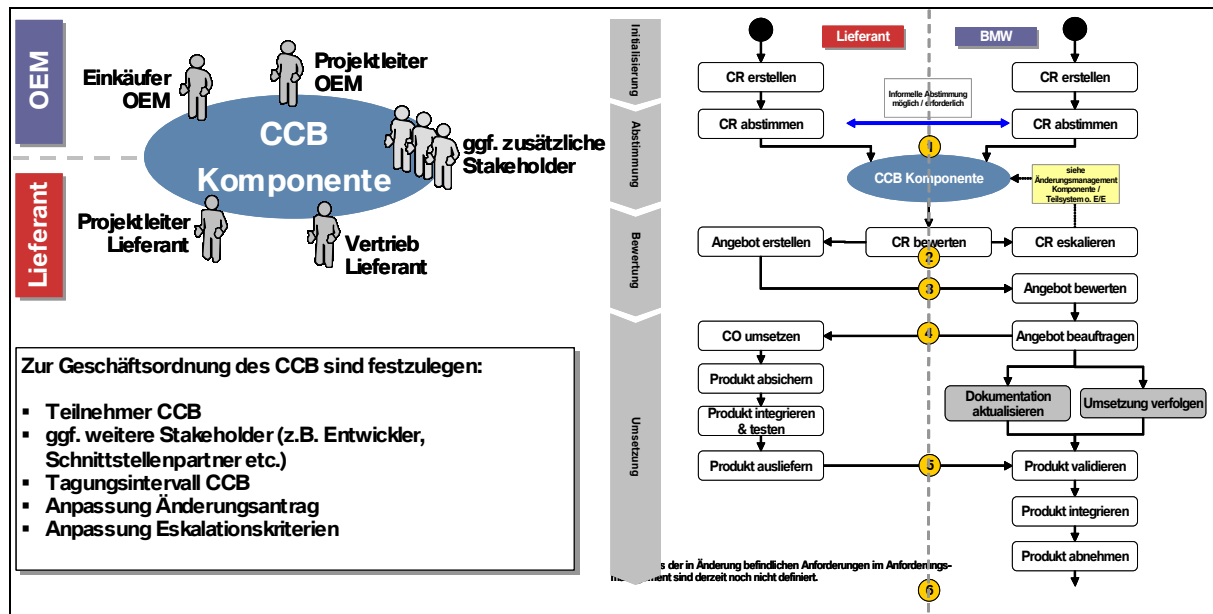 OEM
Lieferant
Einkäufer
OEM
Projektleiter
OEM
CCB
Komponente
ggf. zusätzliche
Stakeholder
Projektleiter
Lieferant
Vertrieb
Lieferant
Zur Geschäftsordnung des CCB sind festzulegen:
▪ Teilnehmer CCB
▪ ggf. weitere Stakeholder (z.B. Entwickler,
Schnittstellenpartner etc.)
▪ Tagungsintervall CCB
▪ Anpassung Änderungsantrag
▪ Anpassung Eskalationskriterien
Initialisierung
Abstimmung
Bewertung
Umsetzung
Lieferant
BMW
CR erstellen
CR erstellen
Informelle Abstimmung
möglich / erforderlich
CR abstimmen
CR abstimmen
1
CCB Komponente
siehe
Änderungsmanagement
Komponente /
Teilsystem o. E/E
Angebot erstellen
CR bewerten
CR eskalieren
2
3
Angebot bewerten
CO umsetzen
4
Angebot beauftragen
Produkt absichern
Dokumentation
aktualisieren
Umsetzung verfolgen
Produkt integrieren
& testen
Produkt ausliefern
5
Produkt validieren
Produkt integrieren
Produkt abnehmen
s der in Änderung befindlichen Anforderungen im Anforderungs-
ment sind derzeit noch nicht definiert.
6